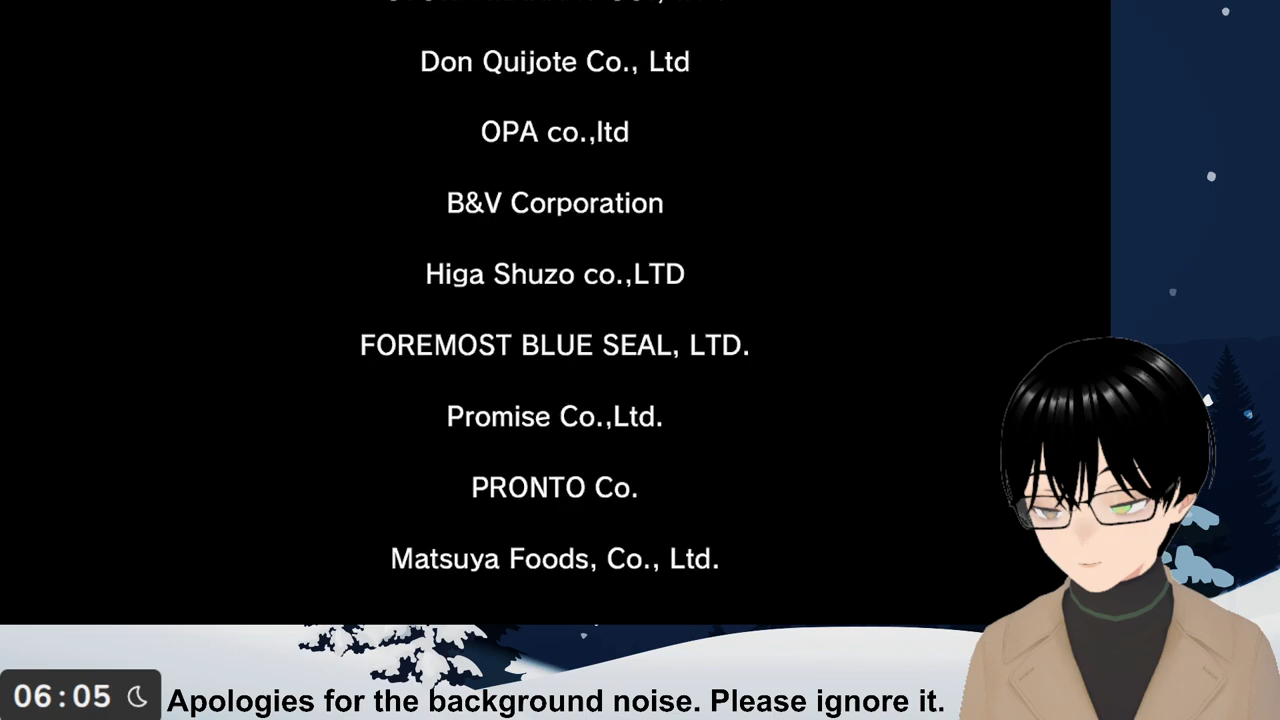 Don Quijote Co., Ltd
OPA co.,ltd
B&V Corporation
Higa Shuzo co.,LTD
FOREMOST BLUE SEAL, LTD.
Promise Co.,Ltd.
PRONTO Co.
Matsuya Foods, Co., Ltd.
06:05
Apologies for the background noise. Please ignore it.